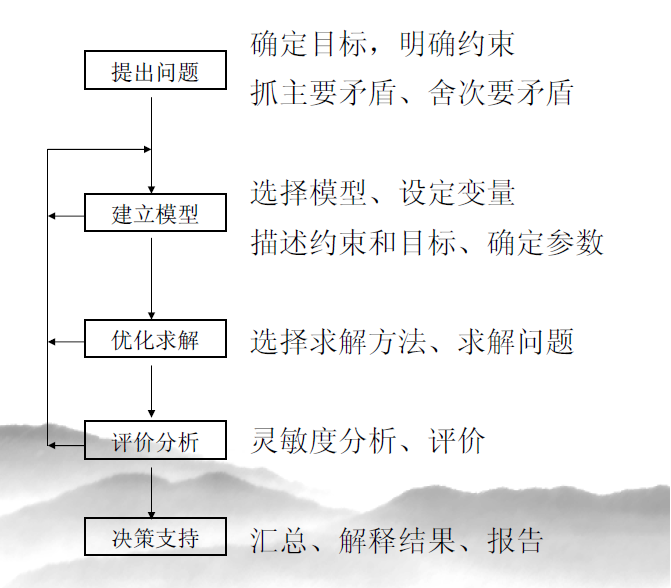 提出问题
确定目标，明确约束
抓主要矛盾、舍次要矛盾
建立模型
选择模型、设定变量
描述约束和目标、确定参数
优化求解
选择求解方法、求解问题
评价分析
灵敏度分析、评价
决策支持
汇总、解释结果、报告